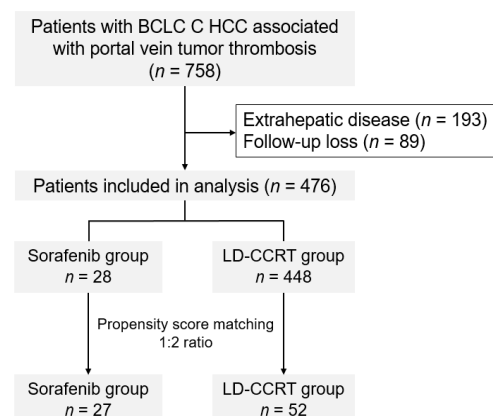 Patients with BCLC C HCC associated
with portal vein tumor thrombosis
(n = 758)
Extrahepatic disease (n = 193)
Follow-up loss (n = 89)
Patients included in analysis (n = 476)
Sorafenib group
n = 28
LD-CCRT group
n = 448
Propensity score matching
1:2 ratio
Sorafenib group
n = 27
LD-CCRT group
n = 52